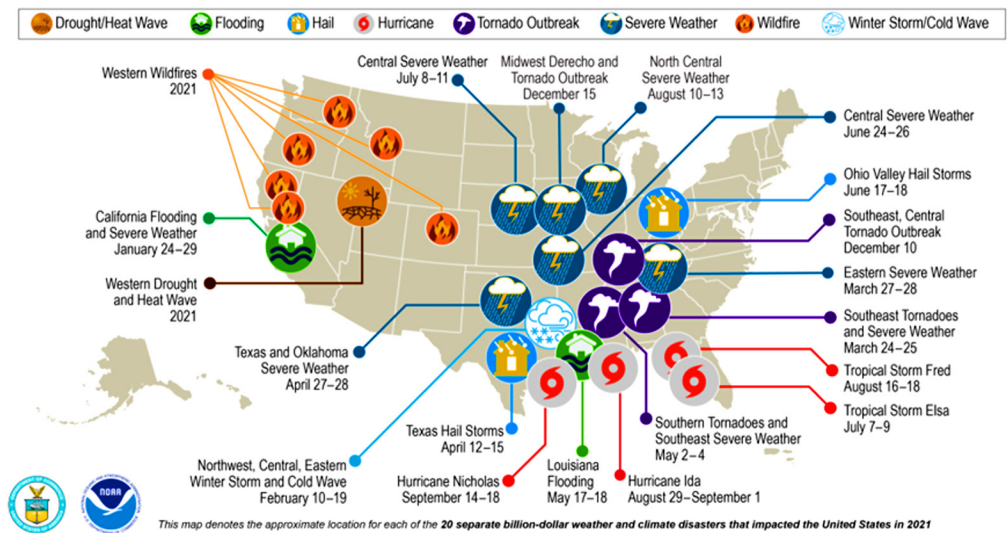 Drought/Heat Wave
Flooding
Hail
Hurricane
Tornado Outbreak
Severe Weather
Wildfire
Winter Storm/Cold Wave
Western Wildfires
2021
Central Severe Weather
July 8–11
Midwest Derecho and
Tornado Outbreak
December 15
North Central
Severe Weather
August 10–13
Central Severe Weather
June 24–26
Ohio Valley Hail Storms
June 17–18
California Flooding
and Severe Weather
January 24–29
Southeast, Central
Tornado Outbreak
December 10
Western Drought
and Heat Wave
2021
Eastern Severe Weather
March 27–28
Southeast Tornadoes
and Severe Weather
March 24–25
Texas and Oklahoma
Severe Weather
April 27–28
Tropical Storm Fred
August 16–18
Tropical Storm Elsa
July 7–9
Texas Hail Storms
April 12–15
Southern Tornadoes and
Southeast Severe Weather
May 2–4
Northwest, Central, Eastern
Winter Storm and Cold Wave
February 10–19
Hurricane Nicholas
September 14–18
Louisiana
Flooding
May 17–18
Hurricane Ida
August 29–September 1
NOAA
This map denotes the approximate location for each of the 20 separate billion-dollar weather and climate disasters that impacted the United States in 2021